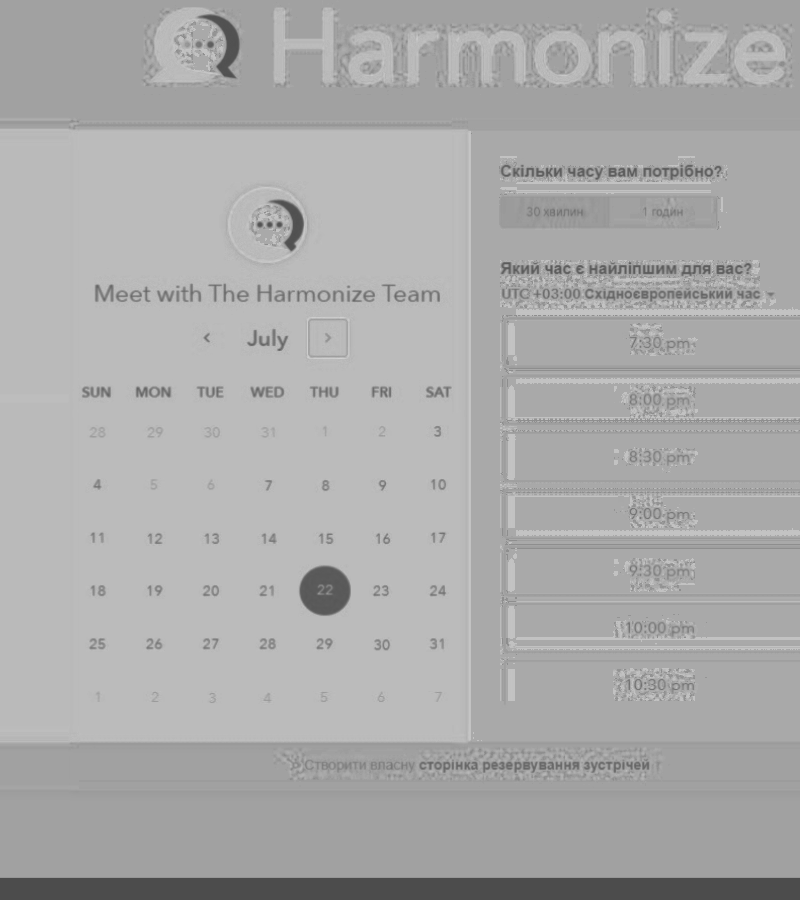 Harmonize
Meet with The Harmonize Team
July
SUN MON TUE WED THU FRI SAT
28 29 30 31 1 2 3
4 5 6 7 8 9 10
11 12 13 14 15 16 17
18 19 20 21 22 23 24
25 26 27 28 29 30 31
1 2 3 4 5 6 7
Скільки часу вам потрібно?
30 хвилин 1 годин
Який час є найліпшим для вас?
UTC +03:00 Східноєвропейський час
7:30 pm
8:00 pm
8:30 pm
9:00 pm
9:30 pm
10:00 pm
10:30 pm
Створити власну сторінка резервування зустрічей